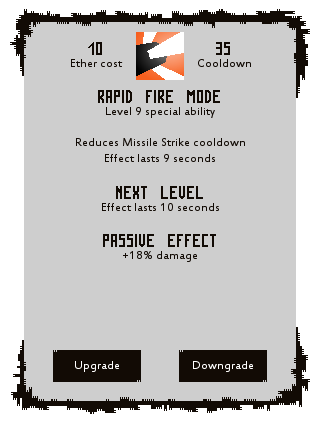 10
Ether cost
35
Cooldown
RAPID FIRE MODE
Level 9 special ability
Reduces Missile Strike cooldown
Effect lasts 9 seconds
NEXT LEVEL
Effect lasts 10 seconds
PASSIVE EFFECT
+18% damage
Upgrade
Downgrade